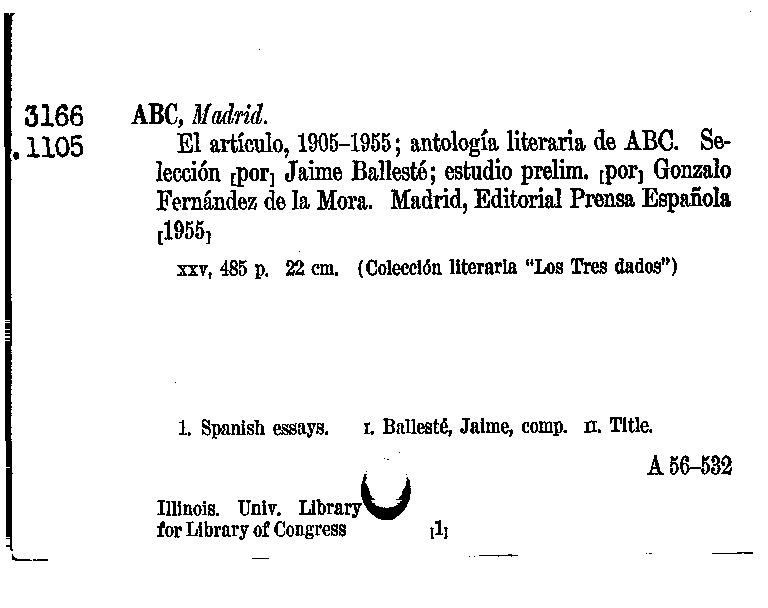 3166 ABC, Madrid.
.1105 El artículo, 1905–1955; antología literaria de ABC. Se-
lección [por] Jaime Ballesté; estudio prelim. [por] Gonzalo
Fernández de la Mora. Madrid, Editorial Prensa Española
[1955]
xxv, 485 p. 22 cm. (Colección literaria “Los Tres dados”)
1. Spanish essays. I. Ballesté, Jaime, comp. II. Title.
A 56–532
Illinois. Univ. Library
for Library of Congress [1]